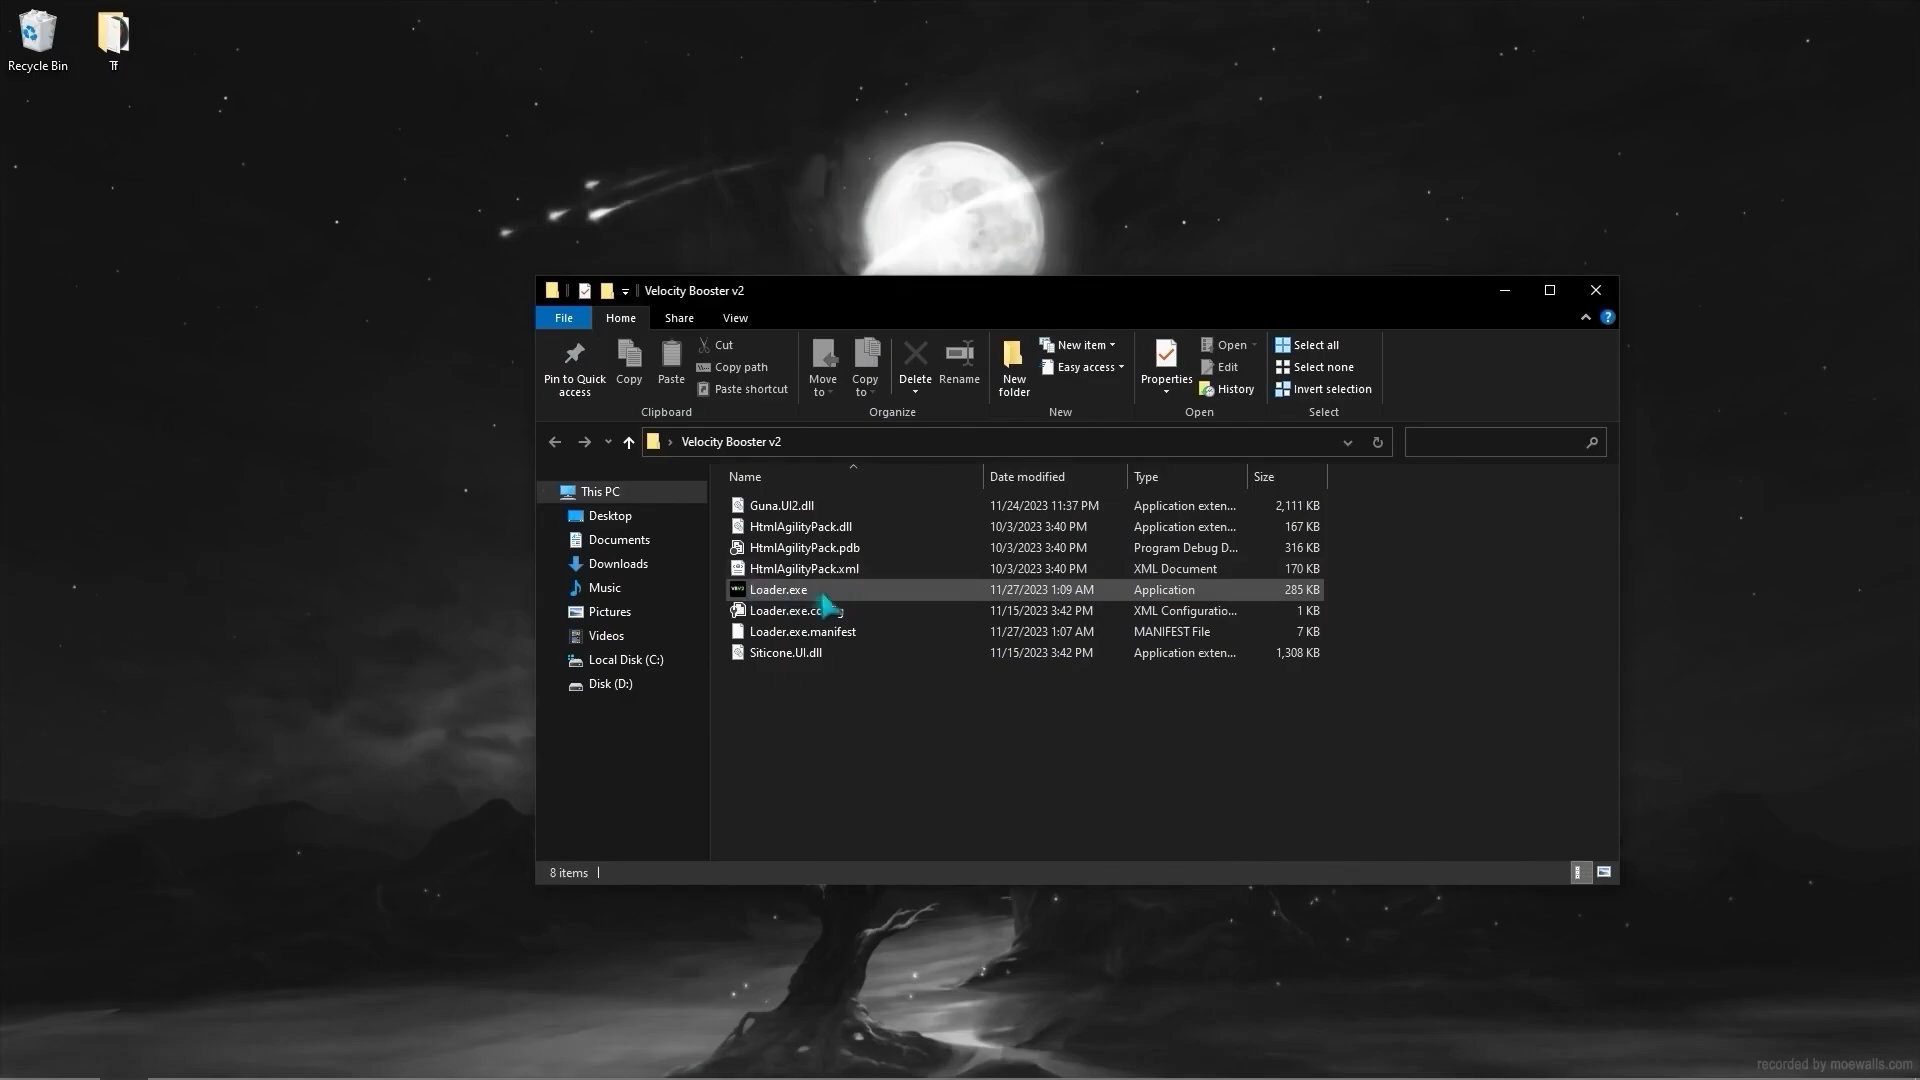 Recycle Bin
Tf
Velocity Booster v2
File Home Share View
Pin to Quick access
Copy
Paste
Cut
Copy path
Paste shortcut
Clipboard
Move to
Copy to
Delete
Rename
Organize
New folder
New item
Easy access
New
Properties
Open
Edit
History
Open
Select all
Select none
Invert selection
Select
Velocity Booster v2
This PC
Desktop
Documents
Downloads
Music
Pictures
Videos
Local Disk (C:)
Disk (D:)
Name Date modified Type Size
Guna.UI2.dll 11/24/2023 11:37 PM Application exten... 2,111 KB
HtmlAgilityPack.dll 10/3/2023 3:40 PM Application exten... 167 KB
HtmlAgilityPack.pdb 10/3/2023 3:40 PM Program Debug D... 316 KB
HtmlAgilityPack.xml 10/3/2023 3:40 PM XML Document 170 KB
Loader.exe 11/27/2023 1:09 AM Application 285 KB
11/15/2023 3:42 PM XML Configuratio... 1 KB
Loader.exe.manifest 11/27/2023 1:07 AM MANIFEST File 7 KB
Siticone.UI.dll 11/15/2023 3:42 PM Application exten... 1,308 KB
8 items
recorded by moewalls.com